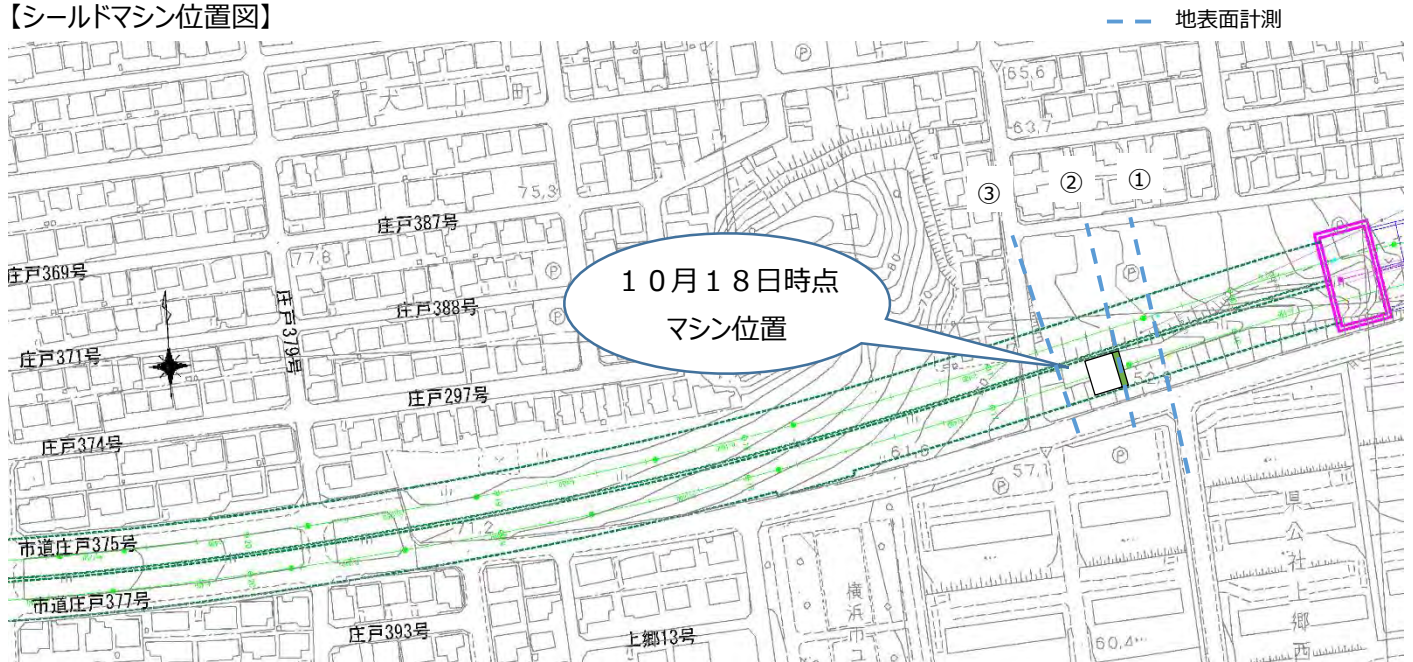 【シールドマシン位置図】
地表面計測
65,6
63,7
犬山町
75,3
③
②
①
庄戸387号
庄戸369号
77,8
庄戸388号
庄戸379号
１０月１８日時点
マシン位置
庄戸371号
庄戸297号
庄戸374号
61,6
57,1
71,2
市道庄戸375号
市道庄戸377号
庄戸393号
上郷13号
横浜市
県公社上郷西
60,4